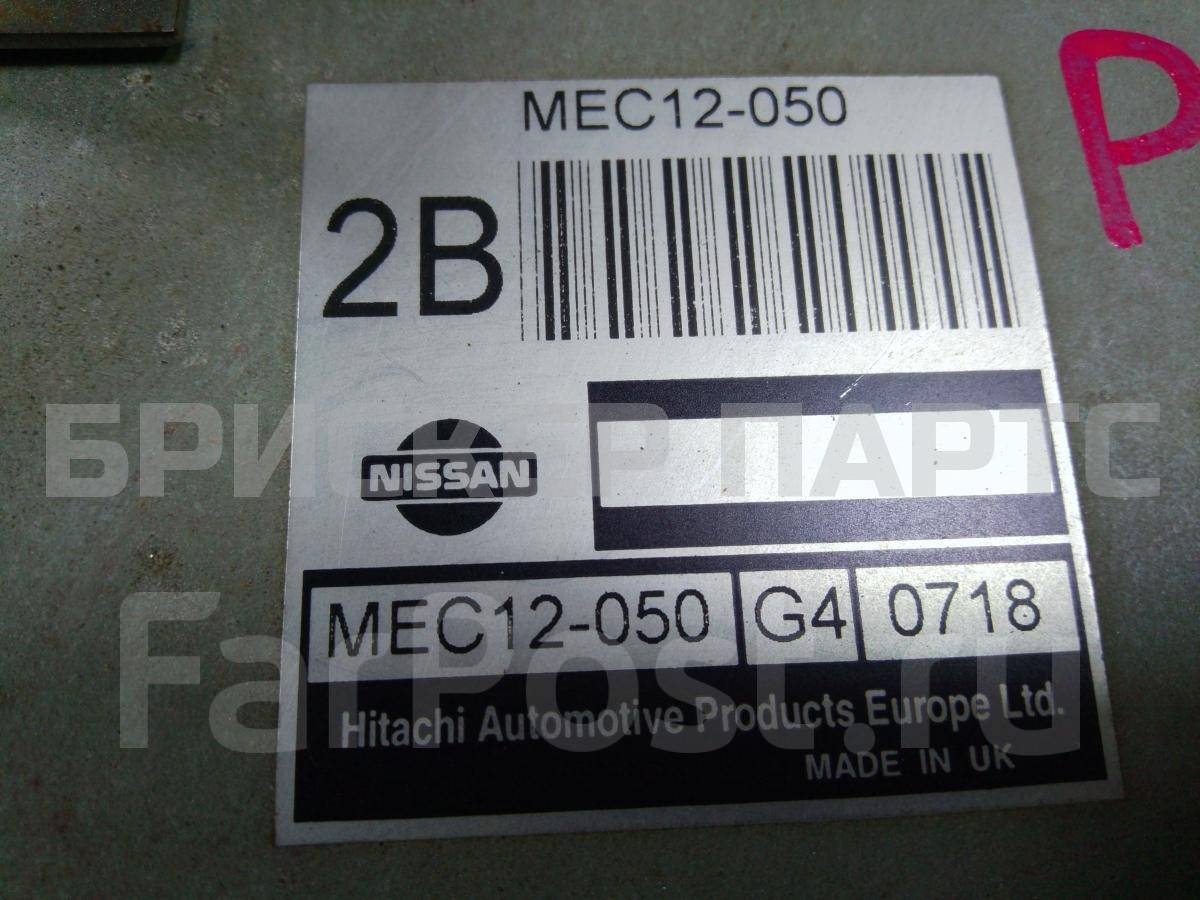 MEC12-050
P
2B
БРИСКЕР ПАРТС
NISSAN
MEC12-050 G4 0718
FarPost.ru
Hitachi Automotive Products Europe Ltd.
MADE IN UK